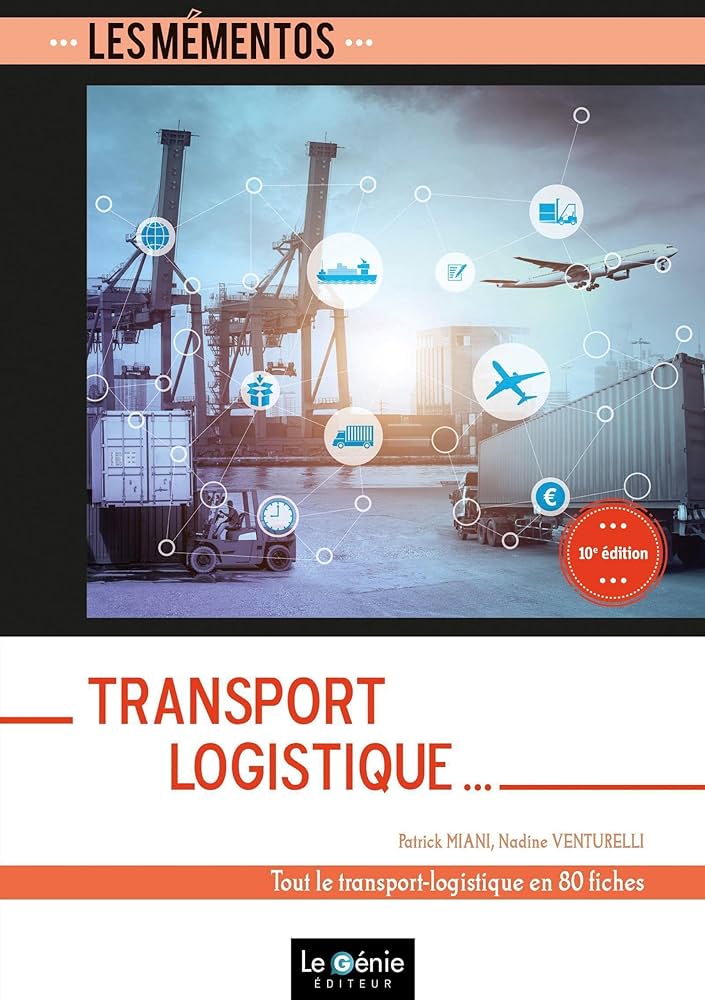 ... LES MÉMENTOS ...
10e édition
TRANSPORT
LOGISTIQUE...
Patrick MIANI, Nadine VENTURELLI
Tout le transport-logistique en 80 fiches
Le Génie
ÉDITEUR